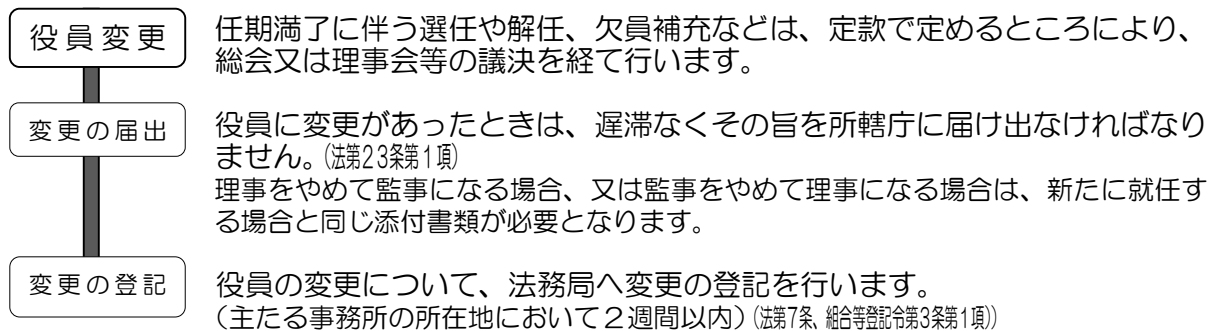 役員変更
任期満了に伴う選任や解任、欠員補充などは、定款で定めるところにより、
総会又は理事会等の議決を経て行います。
変更の届出
役員に変更があったときは、遅滞なくその旨を所轄庁に届け出なければなり
ません。(法第23条第1項)
理事をやめて監事になる場合、又は監事をやめて理事になる場合は、新たに就任す
る場合と同じ添付書類が必要となります。
変更の登記
役員の変更について、法務局へ変更の登記を行います。
(主たる事務所の所在地において2週間以内)(法第7条、組合等登記令第3条第1項))